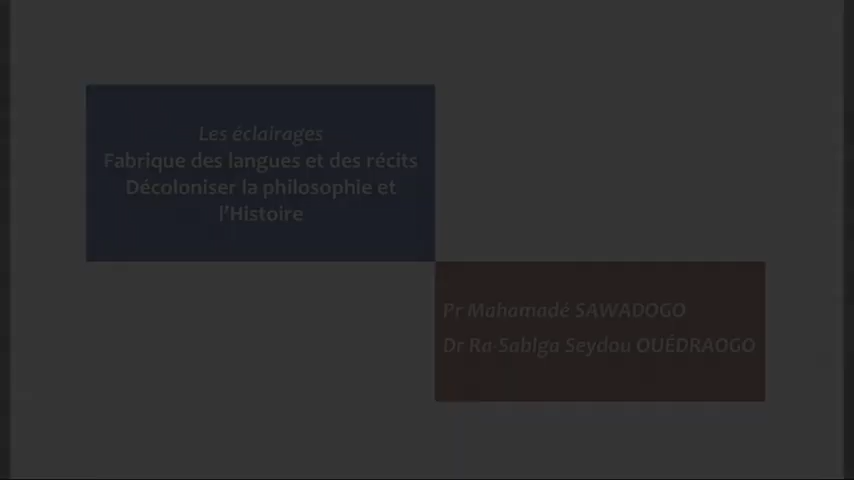 Les éclairages
Fabrique des langues et des récits
Décoloniser la philosophie et
l'Histoire
Pr Mahamadé SAWADOGO
Dr Ra-Sablga Seydou OUÉDRAOGO